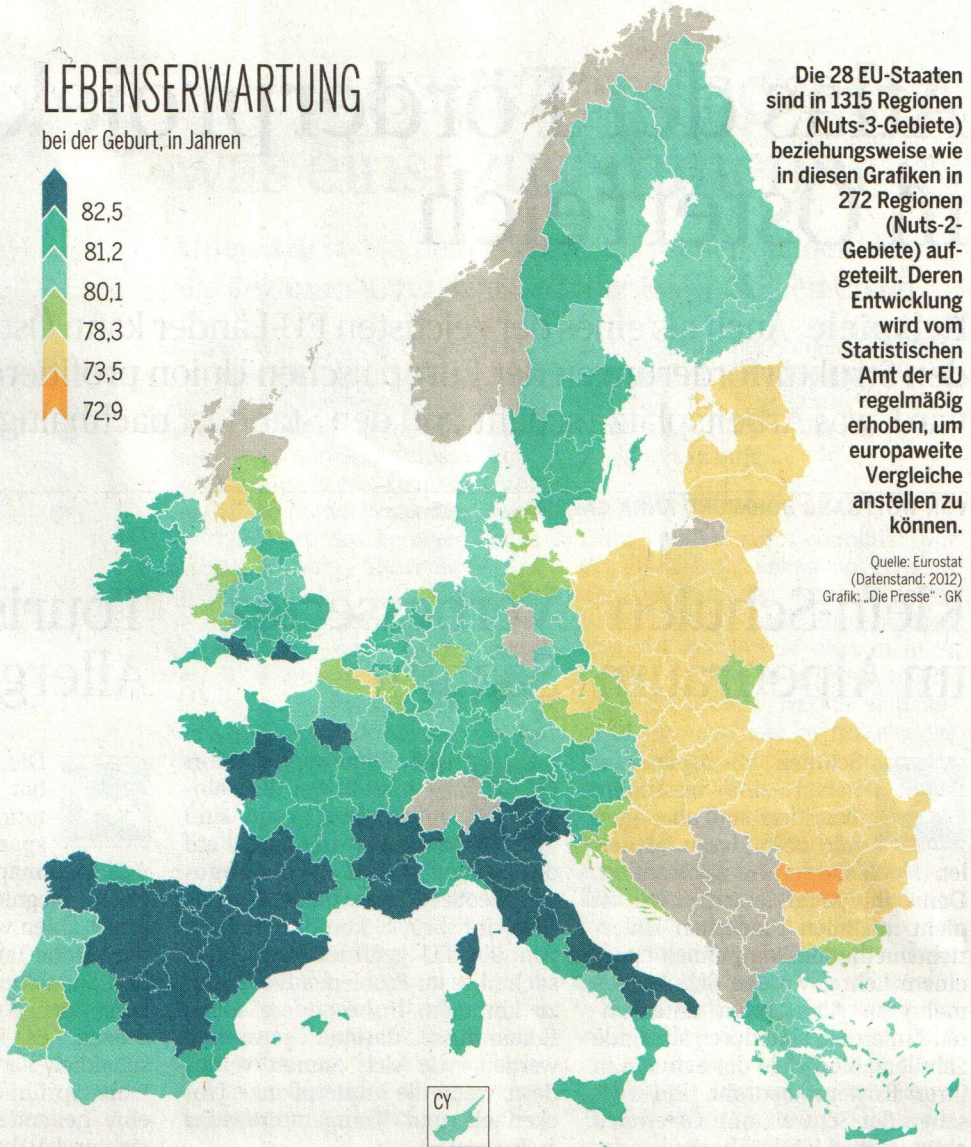 LEBENSERWARTUNG
bei der Geburt, in Jahren
82,5
81,2
80,1
78,3
73,5
72,9
Die 28 EU-Staaten
sind in 1315 Regionen
(Nuts-3-Gebiete)
beziehungsweise wie
in diesen Grafiken in
272 Regionen
(Nuts-2-
Gebiete) auf-
geteilt. Deren
Entwicklung
wird vom
Statistischen
Amt der EU
regelmäßig
erhoben, um
europaweite
Vergleiche
anstellen zu
können.
Quelle: Eurostat
(Datenstand: 2012)
Grafik: „Die Presse“ · GK
CY